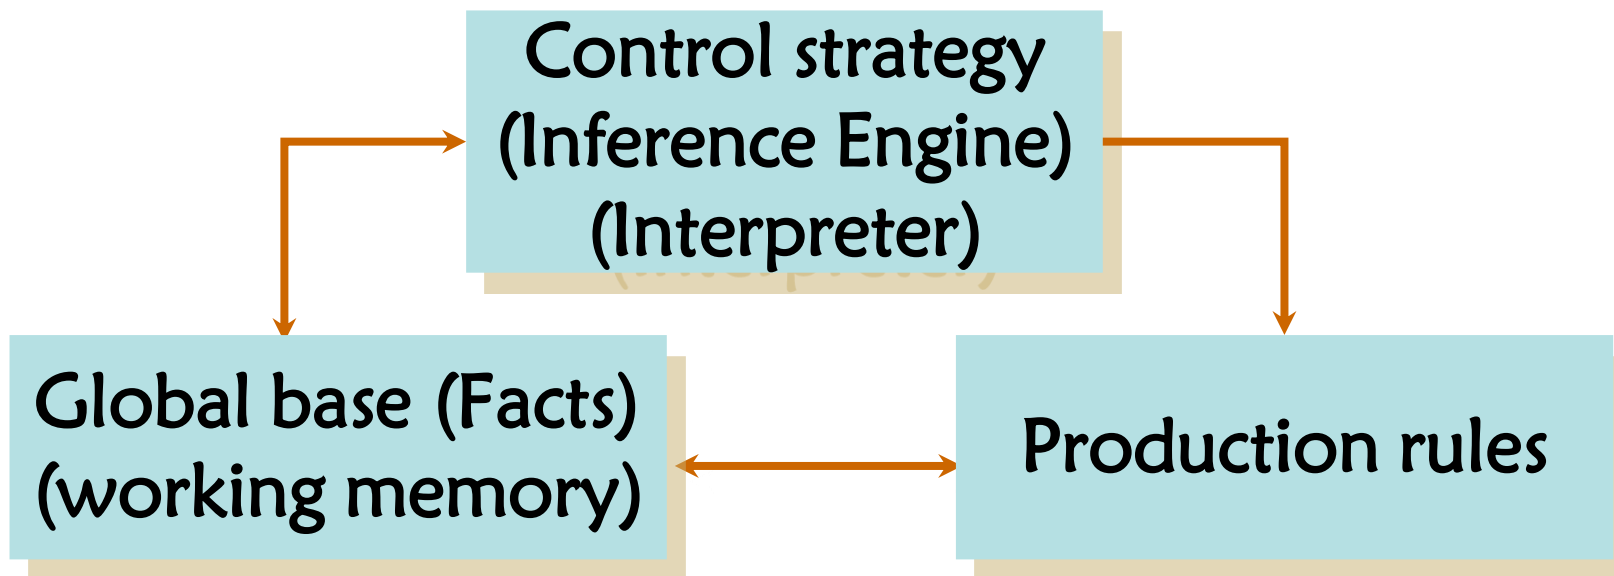 Control strategy
(Inference Engine)
(Interpreter)
Global base (Facts)
(working memory)
Production rules